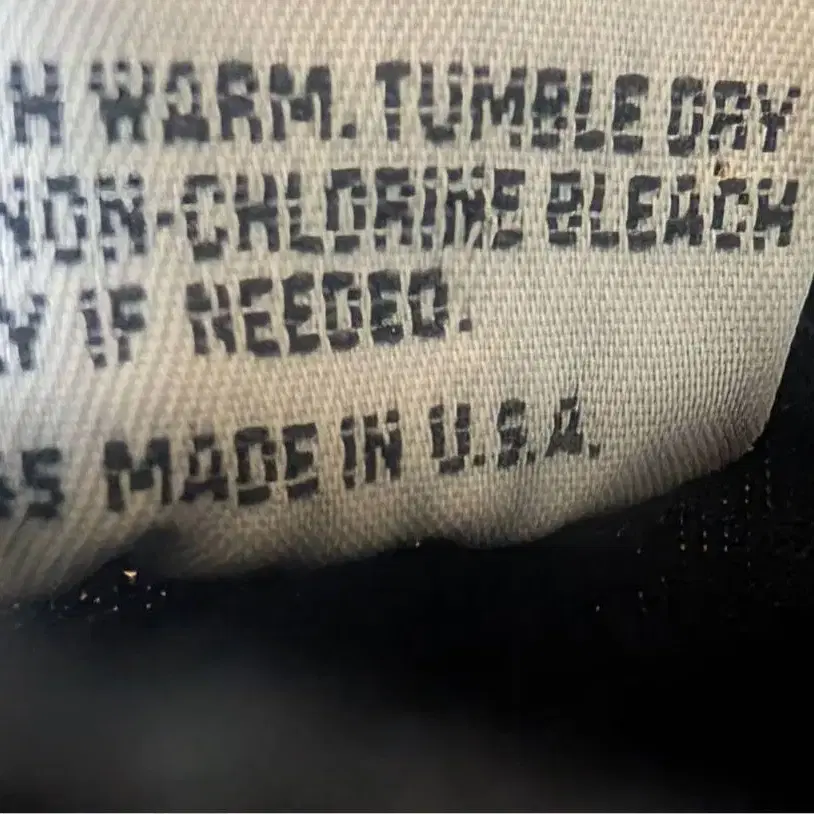 H WARM. TUMBLE DRY
NON-CHLORINE BLEACH
Y IF NEEDED.
MADE IN U.S.A.